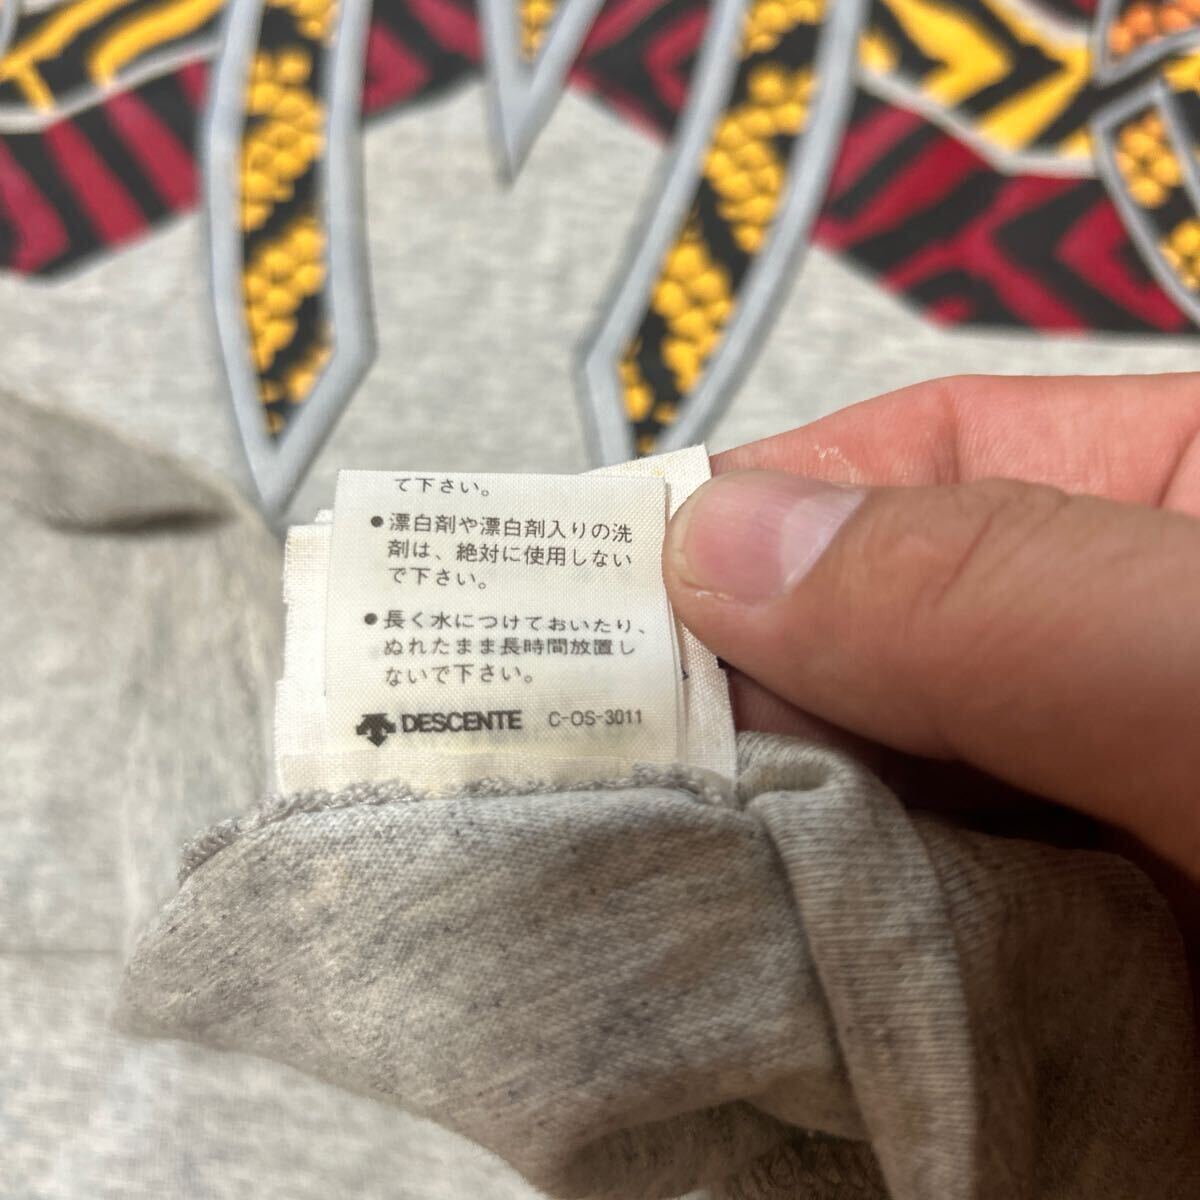 て下さい。
●漂白剤や漂白剤入りの洗
剤は、絶対に使用しない
で下さい。
●長く水につけておいたり、
ぬれたまま長時間放置し
ないで下さい。
DESCENTE C-OS-3011